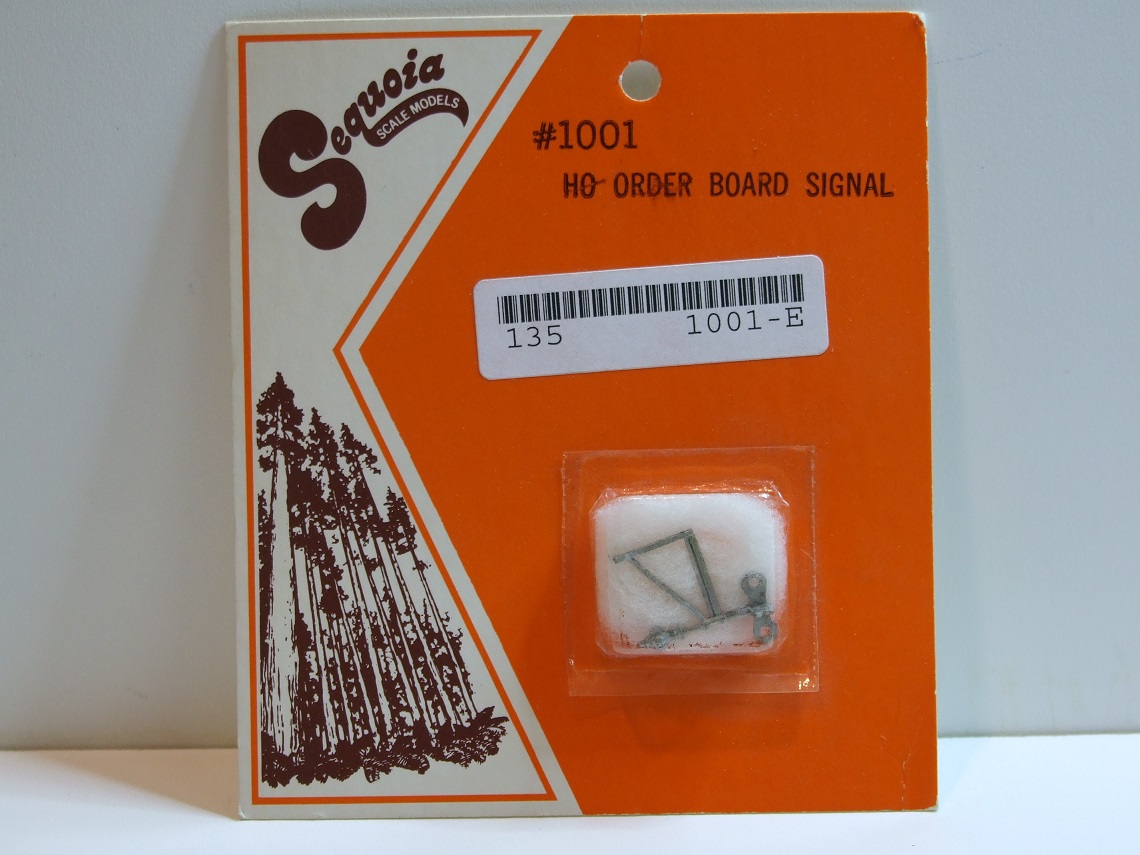 Sequoia
SCALE MODELS
#1001
HO ORDER BOARD SIGNAL
135 1001-E